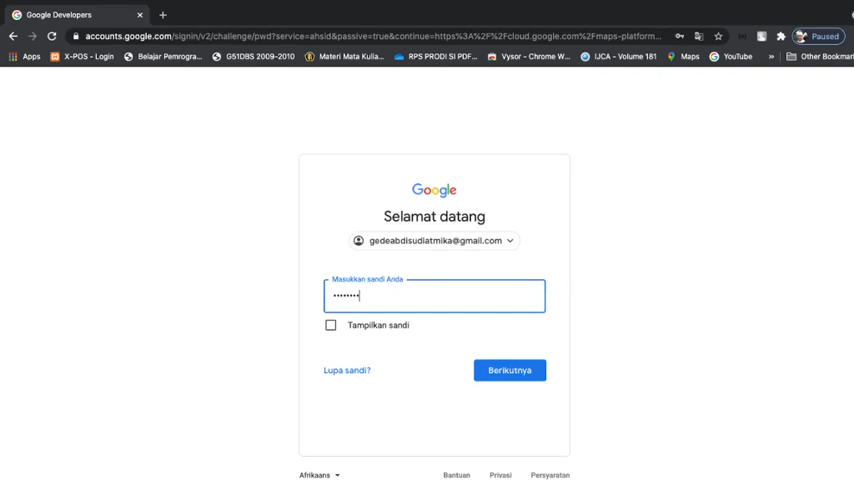 Google Developers
accounts.google.com/signin/v2/challenge/pwd?service=ahsid&passive=true&continue=https%3A%2F%2Fcloud.google.com%2Fmaps-platform...
Paused
Apps X-POS - Login Belajar Pemrogra... G51DBS 2009-2010 Materi Mata Kulia... RPS PRODI SI PDF... Vysor - Chrome W... IJCA - Volume 181 Maps YouTube » Other Bookmar
Google
Selamat datang
gedeabdisudiatmika@gmail.com
Masukkan sandi Anda
••••••••
Tampilkan sandi
Lupa sandi? Berikutnya
Afrikaans Bantuan Privasi Persyaratan